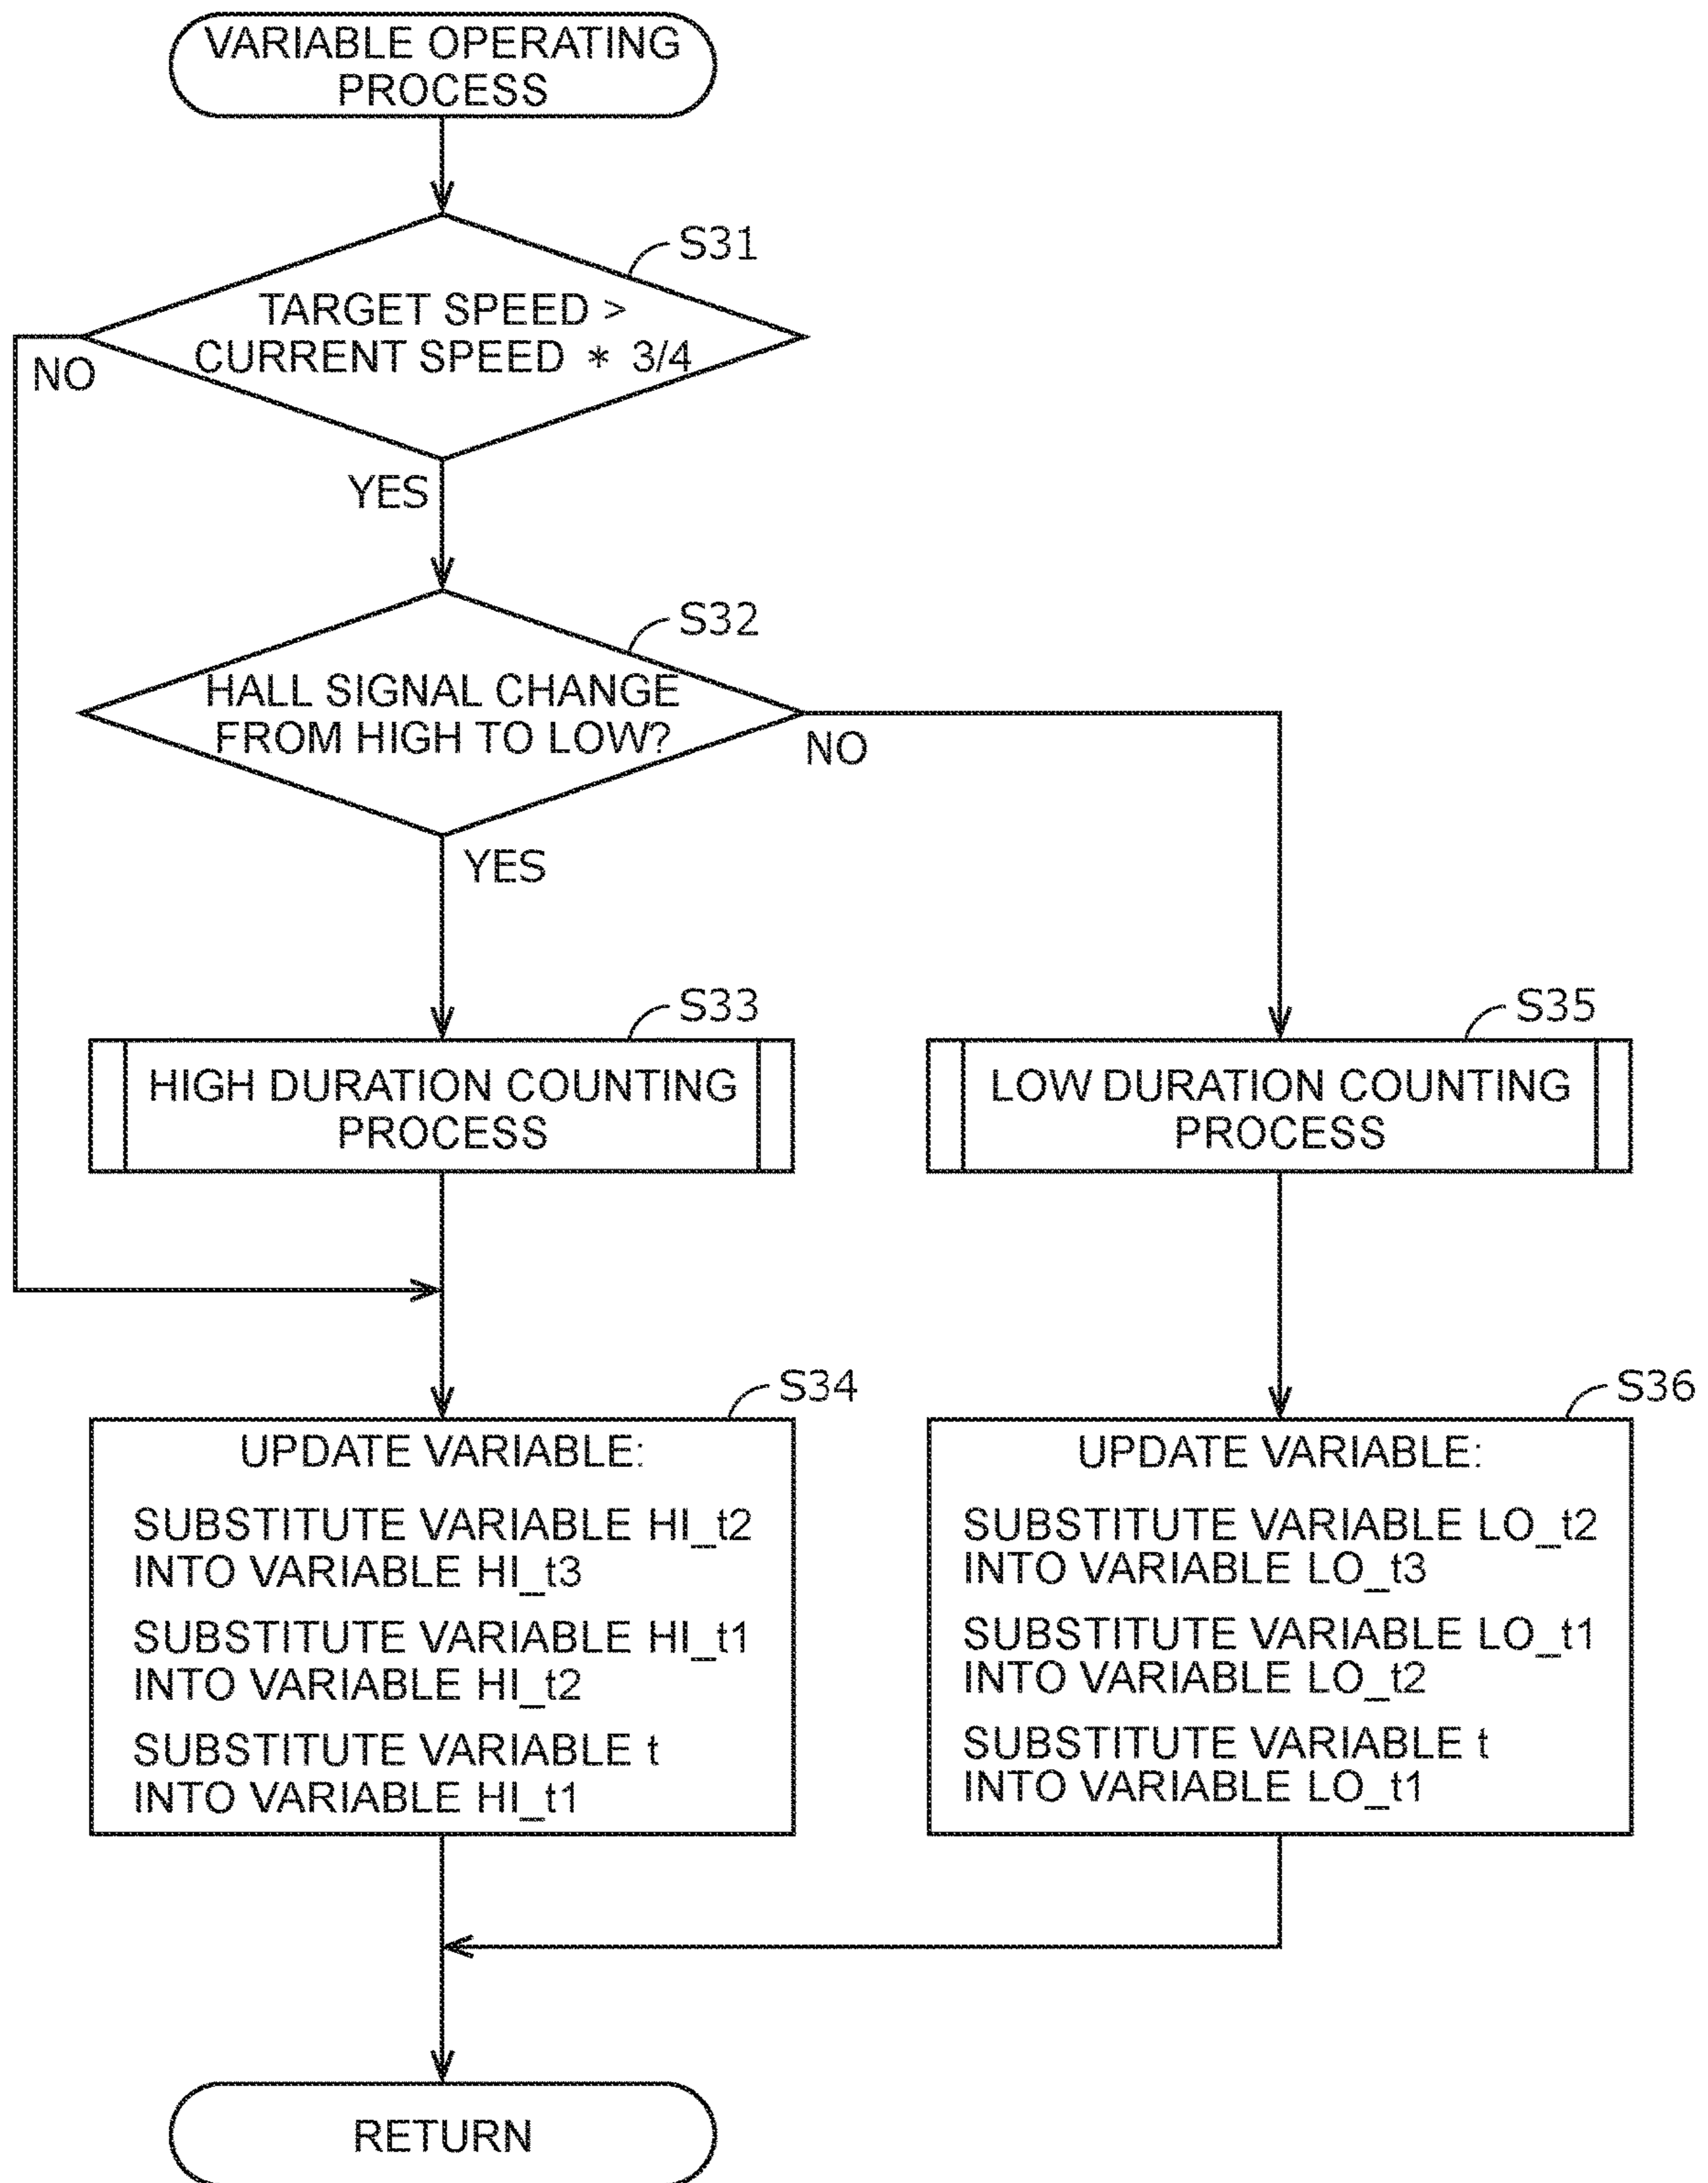 VARIABLE OPERATING
PROCESS
S31
TARGET SPEED >
CURRENT SPEED * 3/4
NO
YES
S32
HALL SIGNAL CHANGE
FROM HIGH TO LOW?
NO
YES
S33
HIGH DURATION COUNTING
PROCESS
S35
LOW DURATION COUNTING
PROCESS
S34
UPDATE VARIABLE:
SUBSTITUTE VARIABLE HI_t2
INTO VARIABLE HI_t3
SUBSTITUTE VARIABLE HI_t1
INTO VARIABLE HI_t2
SUBSTITUTE VARIABLE t
INTO VARIABLE HI_t1
S36
UPDATE VARIABLE:
SUBSTITUTE VARIABLE LO_t2
INTO VARIABLE LO_t3
SUBSTITUTE VARIABLE LO_t1
INTO VARIABLE LO_t2
SUBSTITUTE VARIABLE t
INTO VARIABLE LO_t1
RETURN